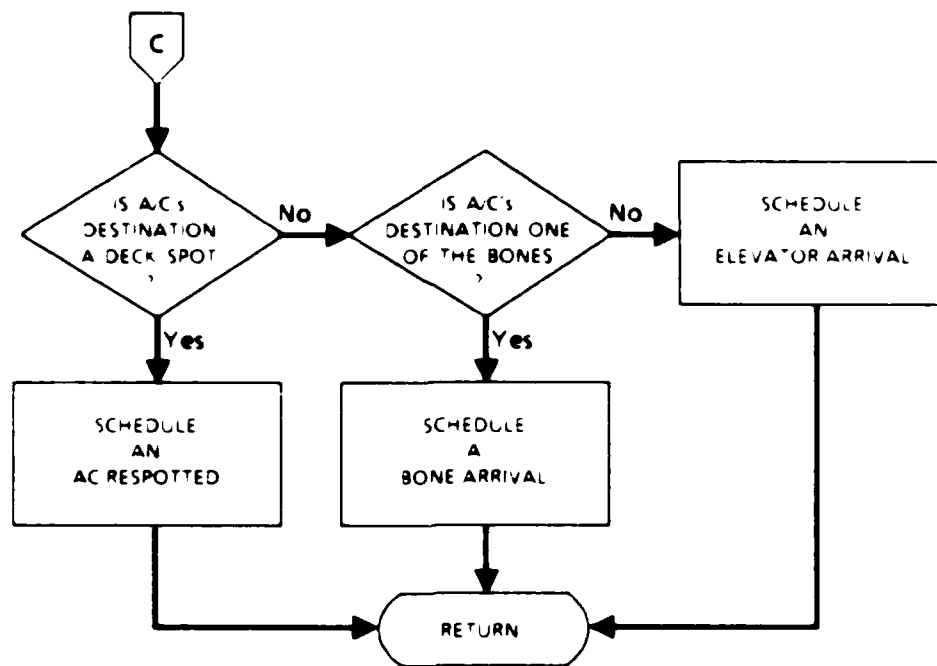 C
IS A/C's
DESTINATION
A DECK SPOT
?
No
IS A/C's
DESTINATION ONE
OF THE BONES
?
No
SCHEDULE
AN
ELEVATOR ARRIVAL
Yes
SCHEDULE
AN
AC RESPOTTED
Yes
SCHEDULE
A
BONE ARRIVAL
RETURN